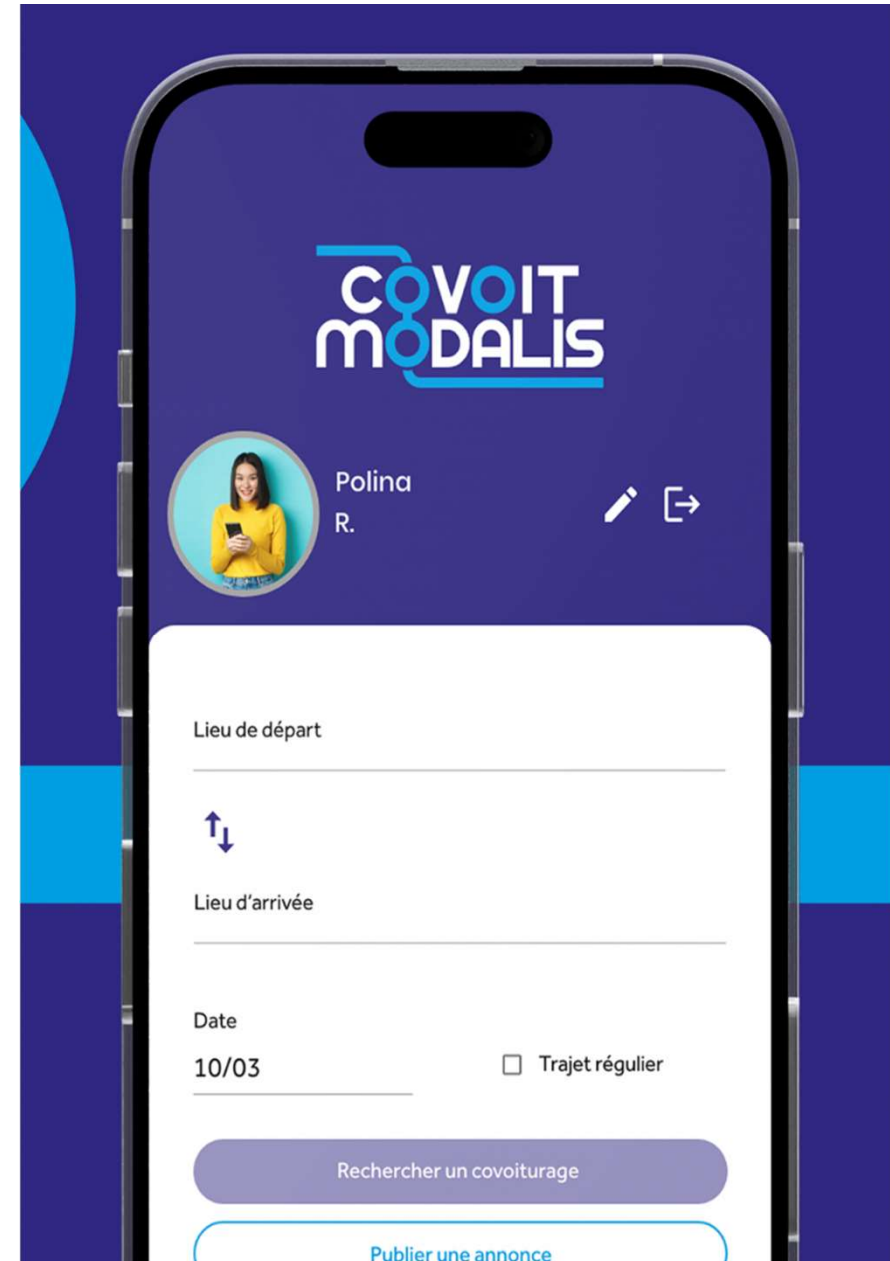 COVOIT
MODALIS
Polina
R.
Lieu de départ
Lieu d'arrivée
Date
10/03
Trajet régulier
Rechercher un covoiturage
Publier une annonce